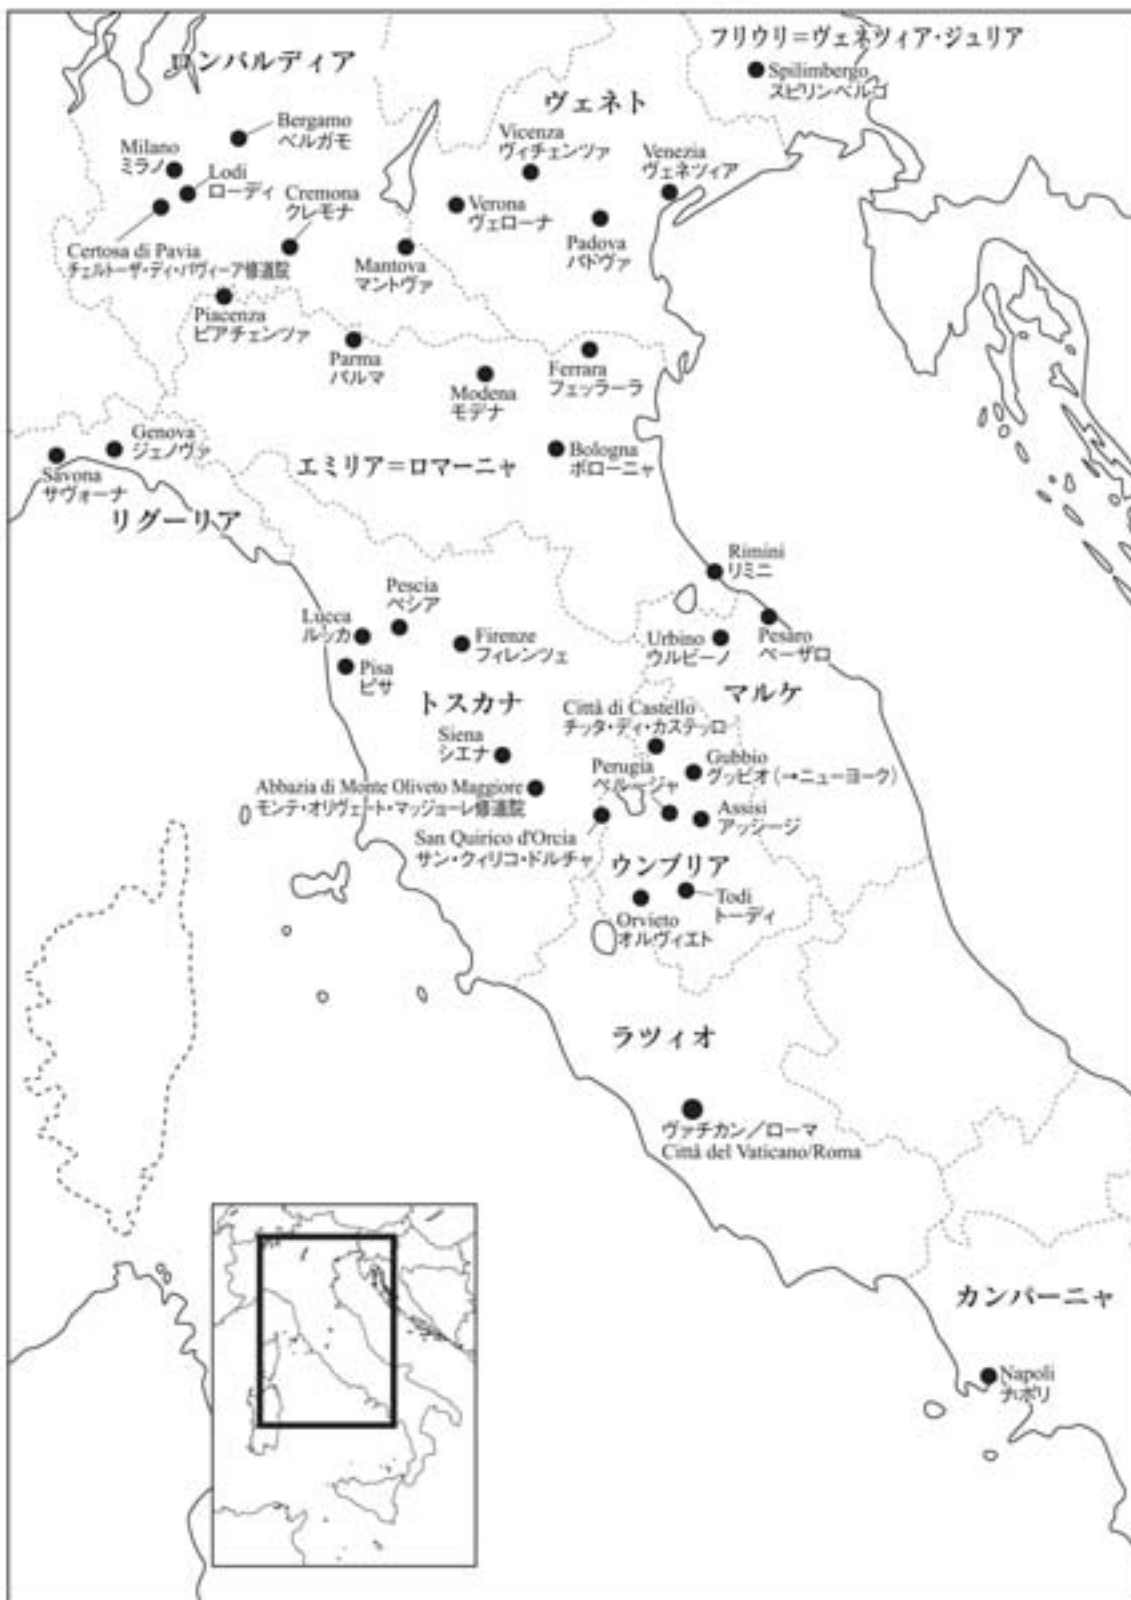 ロンバルディア
フリウリ=ヴェネツィア・ジュリア
Spilimbergo
スピリンベルゴ
ヴェネト
Bergamo
ベルガモ
Milano
ミラノ
Lodi
ローディ
Cremona
クレモナ
Certosa di Pavia
チェルトーザ・ディ・パヴィーア修道院
Vicenza
ヴィチェンツァ
Venezia
ヴェネツィア
Verona
ヴェローナ
Padova
パドヴァ
Mantova
マントヴァ
Piacenza
ピアチェンツァ
Parma
パルマ
Modena
モデナ
Ferrara
フェッラーラ
Genova
ジェノヴァ
Savona
サヴォーナ
リグーリア
エミリア=ロマーニャ
Bologna
ボローニャ
Rimini
リミニ
Pescia
ペシア
Lucca
ルッカ
Pisa
ピサ
Firenze
フィレンツェ
Urbino
ウルビーノ
Pesaro
ペーザロ
トスカナ
マルケ
Città di Castello
チッタ・ディ・カステッロ
Siena
シエナ
Gubbio
グッビオ(→ニューヨーク)
Perugia
ペルージャ
Abbazia di Monte Oliveto Maggiore
モンテ・オリヴェート・マッジョーレ修道院
Assisi
アッシージ
San Quirico d'Orcia
サン・クィリコ・ドルチャ
ウンブリア
Todi
トーディ
Orvieto
オルヴィエト
ラツィオ
ヴァチカン/ローマ
Città del Vaticano/Roma
カンパーニャ
Napoli
ナポリ